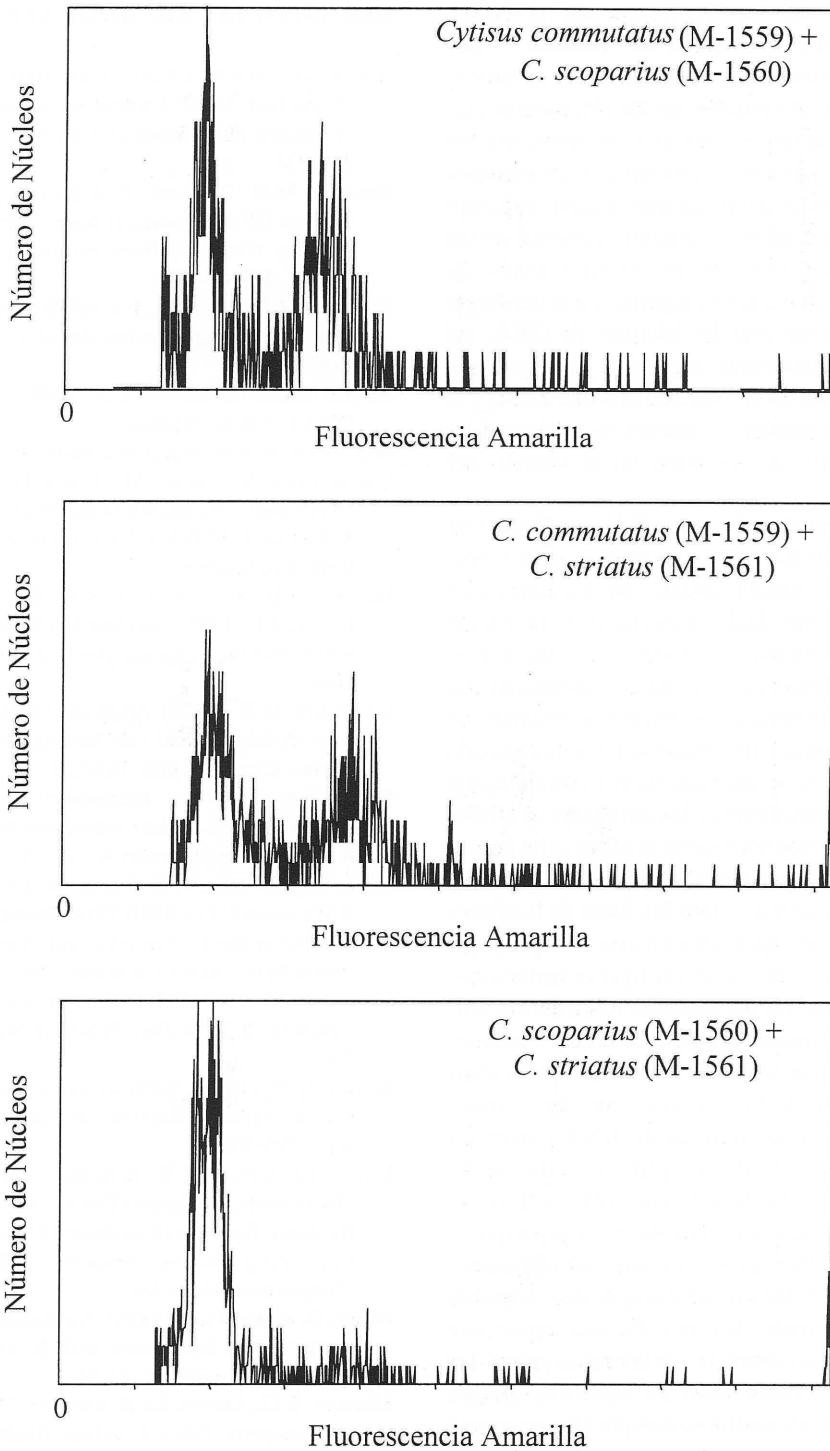 Cytisus commutatus (M-1559) +
C. scoparius (M-1560)
Número de Núcleos
0
Fluorescencia Amarilla
C. commutatus (M-1559) +
C. striatus (M-1561)
Número de Núcleos
0
Fluorescencia Amarilla
C. scoparius (M-1560) +
C. striatus (M-1561)
Número de Núcleos
0
Fluorescencia Amarilla